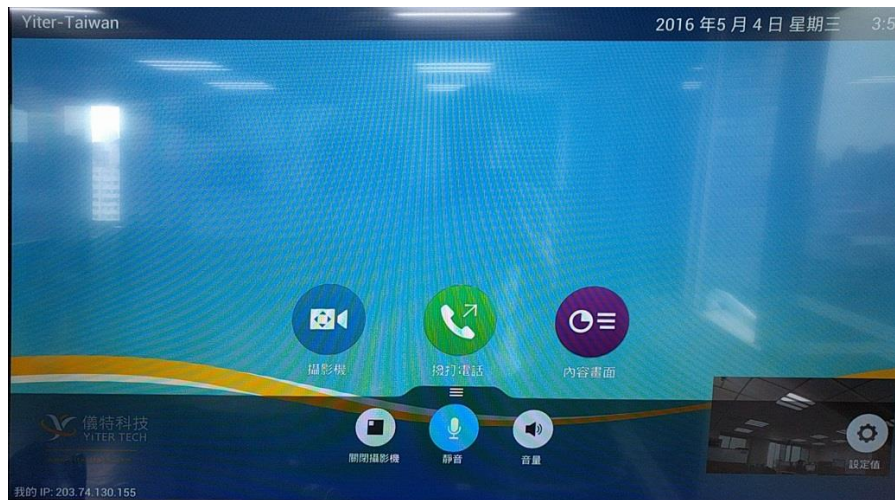 Yiter-Taiwan
2016 年5 月 4 日 星期三 3:5
攝影機
撥打電話
內容畫面
儀特科技
YiTER TECH
關閉攝影機
靜音
音量
設定值
我的 IP: 203.74.130.155